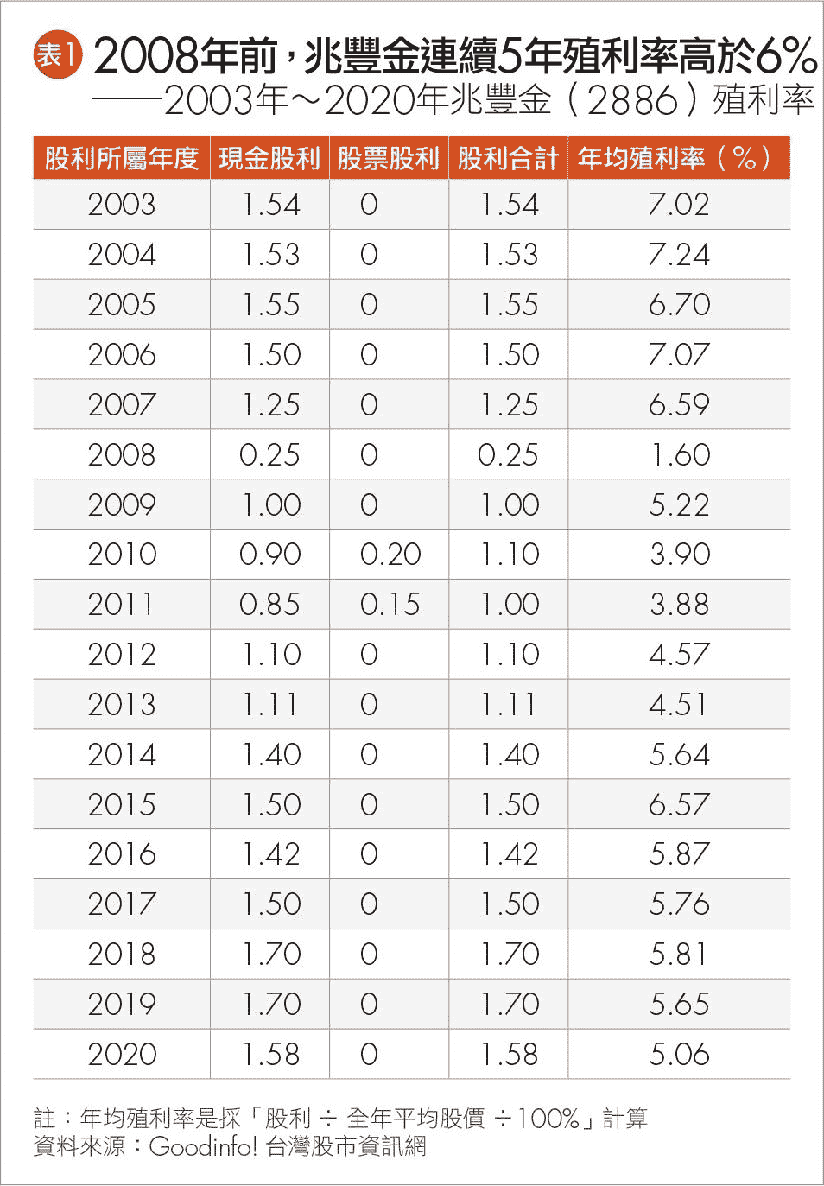 表1 2008年前，兆豐金連續5年殖利率高於6%
——2003年～2020年兆豐金（2886）殖利率
股利所屬年度 現金股利 股票股利 股利合計 年均殖利率（%）
2003 1.54 0 1.54 7.02
2004 1.53 0 1.53 7.24
2005 1.55 0 1.55 6.70
2006 1.50 0 1.50 7.07
2007 1.25 0 1.25 6.59
2008 0.25 0 0.25 1.60
2009 1.00 0 1.00 5.22
2010 0.90 0.20 1.10 3.90
2011 0.85 0.15 1.00 3.88
2012 1.10 0 1.10 4.57
2013 1.11 0 1.11 4.51
2014 1.40 0 1.40 5.64
2015 1.50 0 1.50 6.57
2016 1.42 0 1.42 5.87
2017 1.50 0 1.50 5.76
2018 1.70 0 1.70 5.81
2019 1.70 0 1.70 5.65
2020 1.58 0 1.58 5.06
註：年均殖利率是採「股利 ÷ 全年平均股價 ÷100%」計算
資料來源：Goodinfo! 台灣股市資訊網